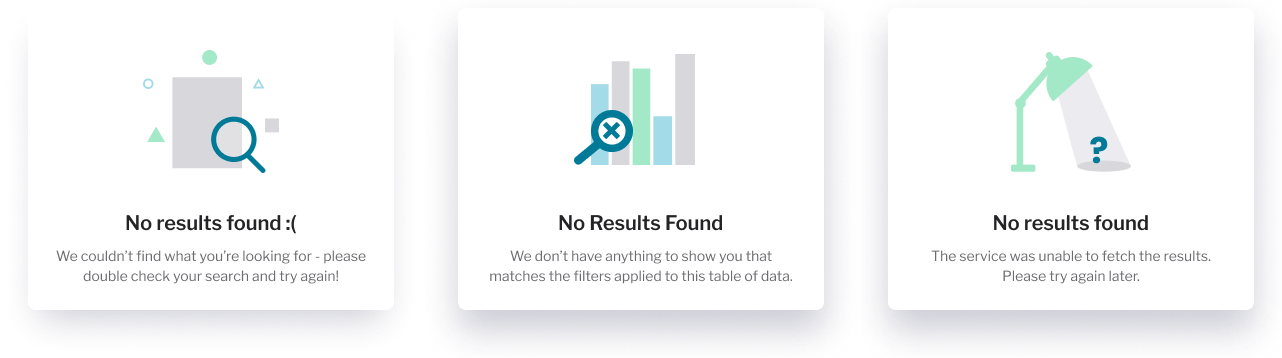 No results found :(
We couldn't find what you're looking for - please
double check your search and try again!
No Results Found
We don't have anything to show you that
matches the filters applied to this table of data.
?
No results found
The service was unable to fetch the results.
Please try again later.